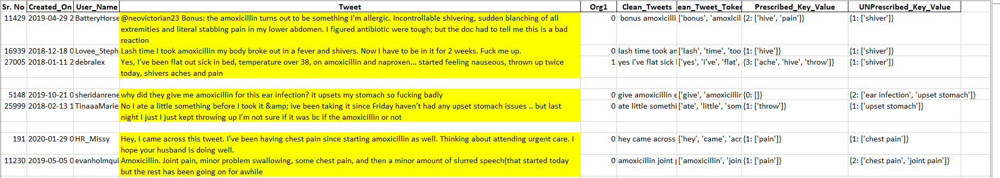 Sr. No Created_On User_Name Tweet Org1 Clean_Tweets ean_Tweet_Token Prescribed_Key_Value UNPrescribed_Key_Value
11429 2019-04-29 2 BatteryHorse @neovictorian23 Bonus: the amoxicillin turns out to be something I'm allergic. Incontrollable shivering, sudden blanching of all 0 bonus amoxicilli ['bonus', 'amoxicil {2: ['hive', 'pain']} {1: ['shiver']}
extremities and literal stabbing pain in my lower abdomen. I figured antibiotic were tough; but the doc had to tell me this is a bad
reaction
16939 2018-12-18 0 Lovee_Steph Lash time I took amoxicillin my body broke out in a fever and shivers. Now I have to be in it for 2 weeks. Fuck me up. 0 lash time took an ['lash', 'time', 'too {1: ['hive']} {1: ['shiver']}
27005 2018-01-11 2 debralex Yes, I've been flat out sick in bed, temperature over 38, on amoxicillin and naproxen... started feeling nauseous, thrown up twice 1 yes i've flat sick ['yes', 'i've', 'flat', {3: ['ache', 'hive', 'throw']} {1: ['shiver']}
today, shivers aches and pain
5148 2019-10-21 0 sheridanrene why did they give me amoxicillin for this ear infection? it upsets my stomach so fucking badly 0 give amoxicillin e ['give', 'amoxicillin {0: []} {2: ['ear infection', 'upset stomach']}
25999 2018-02-13 1 TinaaaMarie No I ate a little something before I took it &amp; ive been taking it since Friday haven't had any upset stomach issues .. but last 0 ate little somethi ['ate', 'little', 'som {1: ['throw']} {1: ['upset stomach']}
night I just I just kept throwing up I'm not sure if it was bc if the amoxicillin or not
191 2020-01-29 0 HR_Missy Hey, I came across this tweet. I've been having chest pain since starting amoxicillin as well. Thinking about attending urgent care. I 0 hey came across ['hey', 'came', 'acr {1: ['pain']} {1: ['chest pain']}
hope your husband is doing well.
11230 2019-05-05 0 evanholmqui Amoxicillin. Joint pain, minor problem swallowing, some chest pain, and then a minor amount of slurred speech(that started today 0 amoxicillin joint ['amoxicillin', 'join {1: ['pain']} {2: ['chest pain', 'joint pain']}
but the rest has been going on for awhile